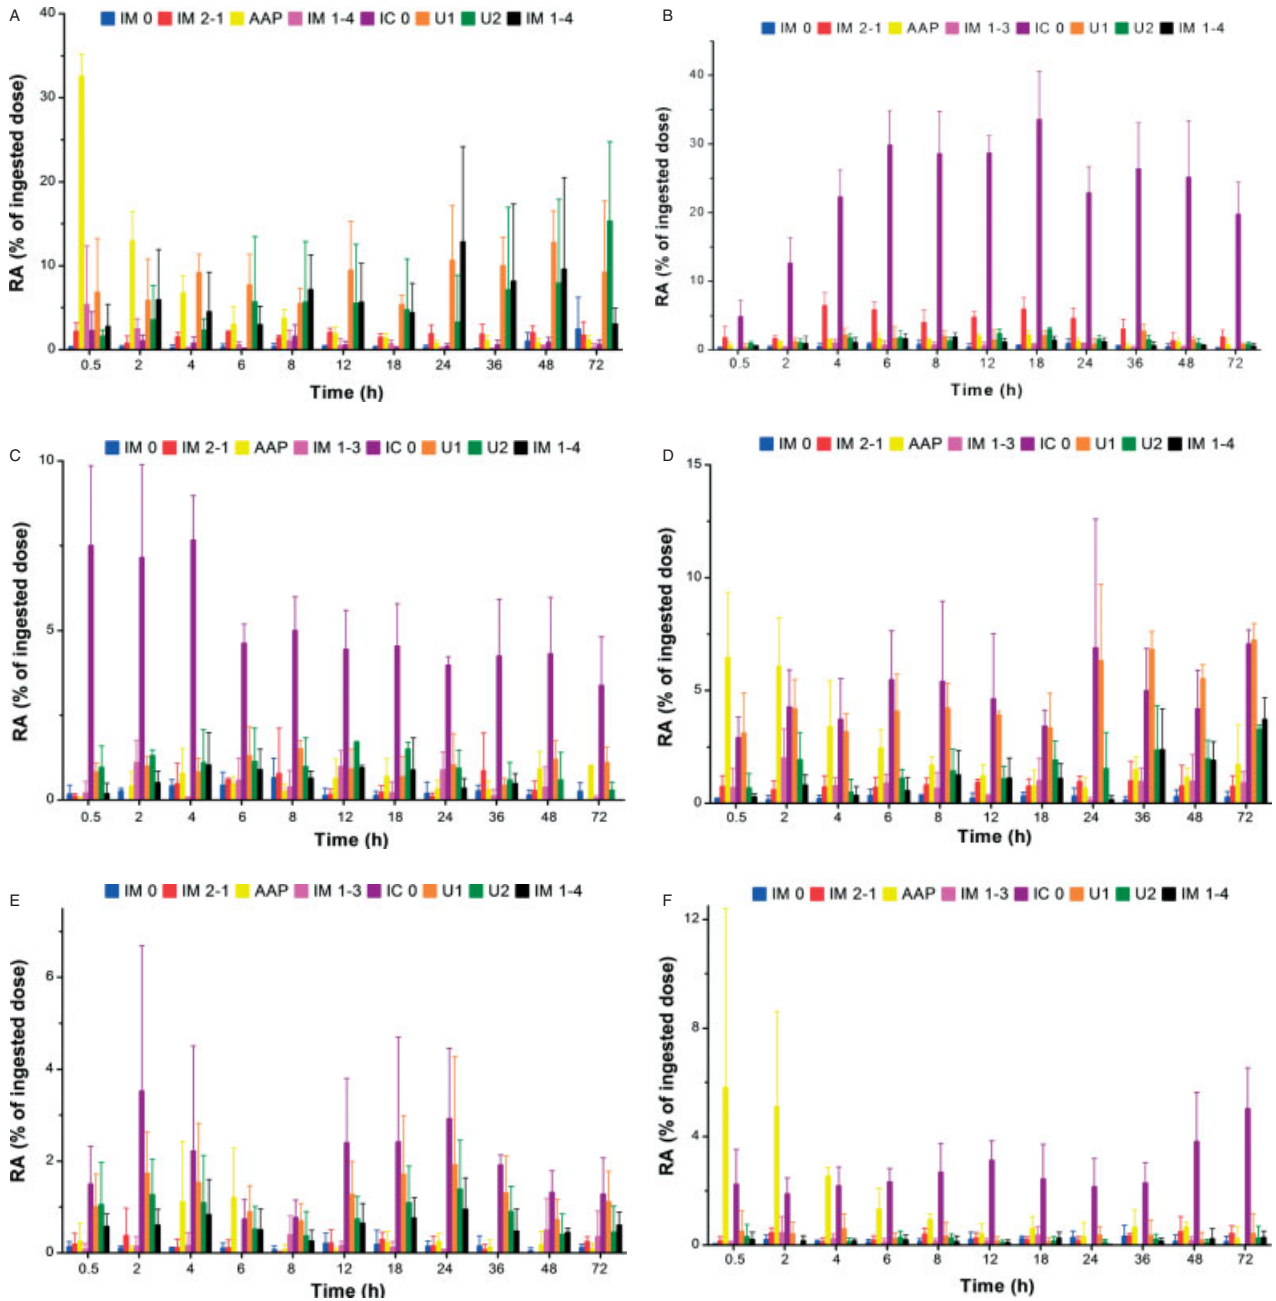 A
IM 0 IM 2-1 AAP IM 1-4 IC 0 U1 U2 IM 1-4
RA (% of ingested dose)
40
30
20
10
0
0.5 2 4 6 8 12 18 24 36 48 72
Time (h)
B
IM 0 IM 2-1 AAP IM 1-3 IC 0 U1 U2 IM 1-4
RA (% of ingested dose)
40
30
20
10
0
0.5 2 4 6 8 12 18 24 36 48 72
Time (h)
C
IM 0 IM 2-1 AAP IM 1-3 IC 0 U1 U2 IM 1-4
RA (% of ingested dose)
10
5
0
0.5 2 4 6 8 12 18 24 36 48 72
Time (h)
D
IM 0 IM 2-1 AAP IM 1-3 IC 0 U1 U2 IM 1-4
RA (% of ingested dose)
15
10
5
0
0.5 2 4 6 8 12 18 24 36 48 72
Time (h)
E
IM 0 IM 2-1 AAP IM 1-3 IC 0 U1 U2 IM 1-4
RA (% of ingested dose)
6
4
2
0
0.5 2 4 6 8 12 18 24 36 48 72
Time (h)
F
IM 0 IM 2-1 AAP IM 1-3 IC 0 U1 U2 IM 1-4
RA (% of ingested dose)
12
8
4
0
0.5 2 4 6 8 12 18 24 36 48 72
Time (h)